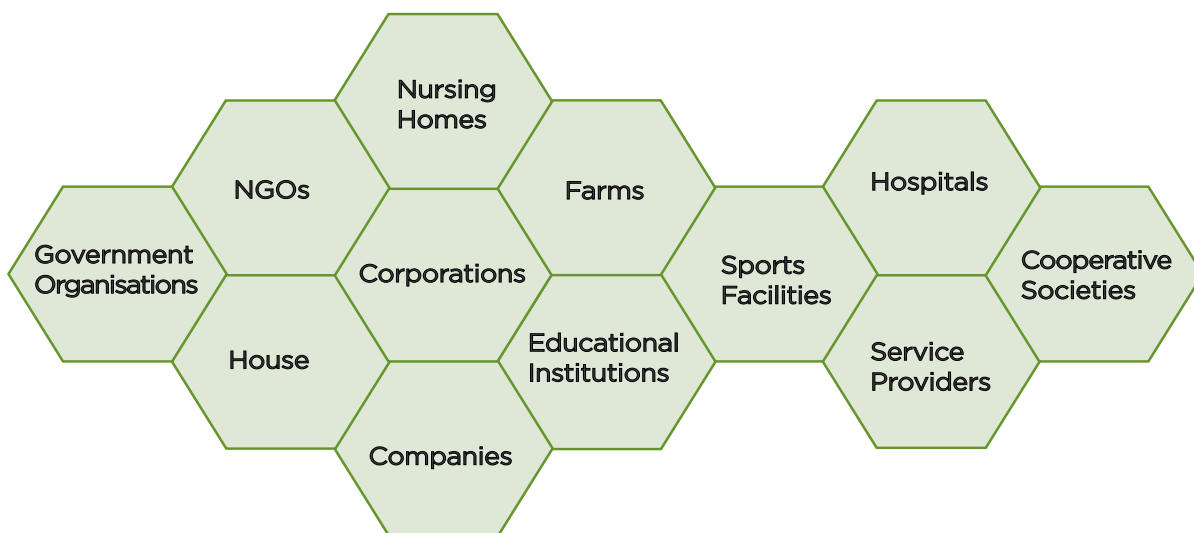 Nursing
Homes
NGOs
Farms
Hospitals
Government
Organisations
Corporations
Sports
Facilities
Cooperative
Societies
House
Educational
Institutions
Service
Providers
Companies